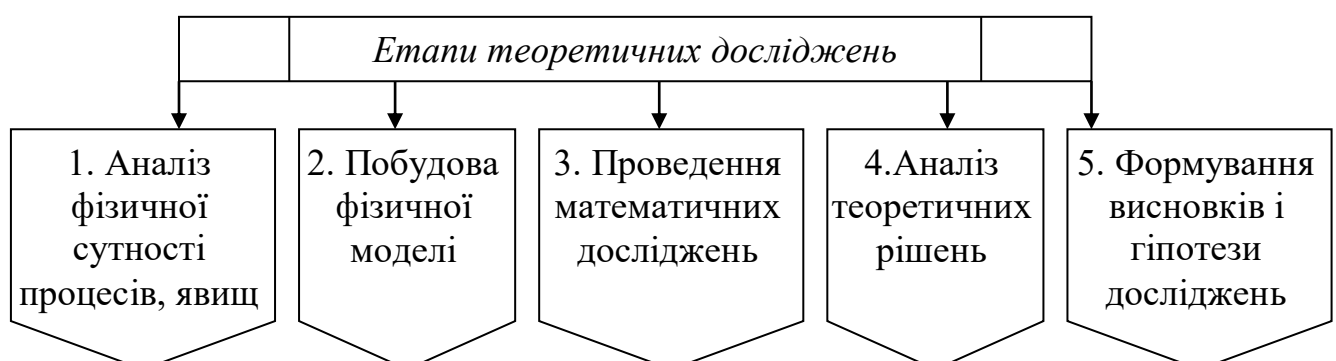 Етапи теоретичних досліджень
1. Аналіз
фізичної
сутності
процесів, явищ
2. Побудова
фізичної
моделі
3. Проведення
математичних
досліджень
4.Аналіз
теоретичних
рішень
5. Формування
висновків і
гіпотези
досліджень